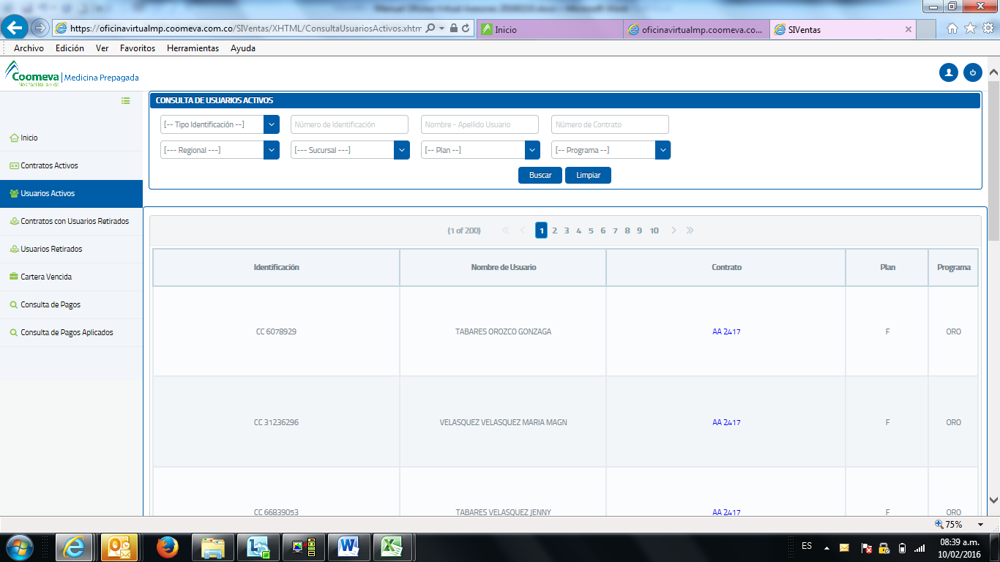 https://oficinavirtualmp.coomeva.com.co/SIVentas/XHTML/ConsultaUsuariosActivos.xhtm
Inicio
oficinavirtualmp.coomeva.co...
SIVentas
Archivo Edición Ver Favoritos Herramientas Ayuda
Coomeva | Medicina Prepagada
CONSULTA DE USUARIOS ACTIVOS
[-- Tipo Identificación --] Número de Identificación Nombre - Apellido Usuario Número de Contrato
[--- Regional ---] [--- Sucursal ---] [-- Plan --] [-- Programa --]
Buscar Limpiar
Inicio
Contratos Activos
Usuarios Activos
Contratos con Usuarios Retirados
Usuarios Retirados
Cartera Vencida
Consulta de Pagos
Consulta de Pagos Aplicados
(1 of 200) 1 2 3 4 5 6 7 8 9 10
Identificación Nombre de Usuario Contrato Plan Programa
CC 6078929 TABARES OROZCO GONZAGA AA 2417 F ORO
CC 31236296 VELASQUEZ VELASQUEZ MARIA MAGN AA 2417 F ORO
CC 66839053 TABARES VELASQUEZ JENNY AA 2417 F ORO
75%
ES
08:39 a.m.
10/02/2016